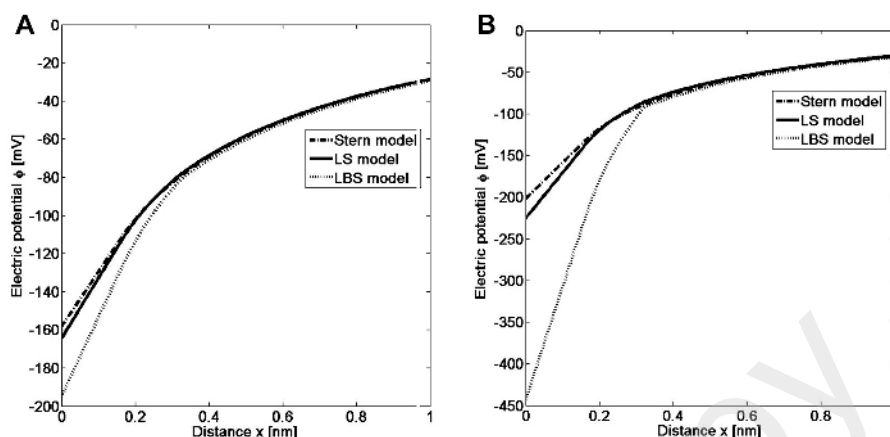 A
B
0
-20
-40
-60
-80
-100
-120
-140
-160
-180
-200
Electric potential ϕ [mV]
Stern model
LS model
LBS model
0
0.2
0.4
0.6
0.8
1
Distance x [nm]
0
-50
-100
-150
-200
-250
-300
-350
-400
-450
Electric potential ϕ [mV]
Stern model
LS model
LBS model
0
0.2
0.4
0.6
0.8
Distance x [nm]